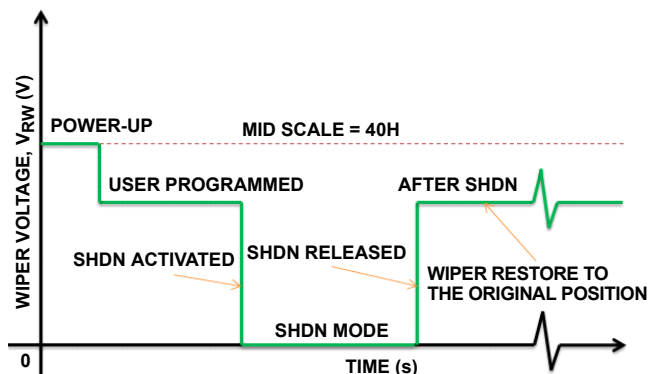 WIPER VOLTAGE, VRW (V)
POWER-UP
MID SCALE = 40H
USER PROGRAMMED
AFTER SHDN
SHDN ACTIVATED
SHDN RELEASED
WIPER RESTORE TO
THE ORIGINAL POSITION
SHDN MODE
0
TIME (s)